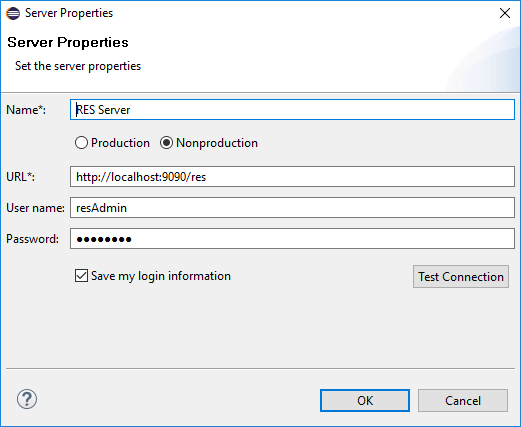 Server Properties
Server Properties
Set the server properties
Name*: RES Server
Production Nonproduction
URL*: http://localhost:9090/res
User name: resAdmin
Password: ●●●●●●●●
Save my login information Test Connection
? OK Cancel